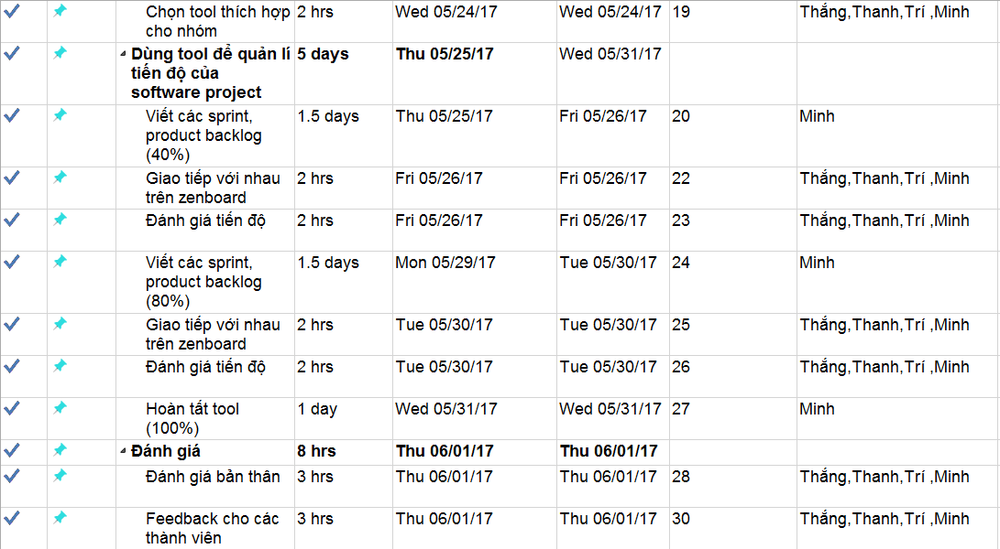 Chọn tool thích hợp 2 hrs Wed 05/24/17 Wed 05/24/17 19 Thắng,Thanh,Trí ,Minh
cho nhóm
Dùng tool để quản lí 5 days Thu 05/25/17 Wed 05/31/17
tiến độ của
software project
Viết các sprint, 1.5 days Thu 05/25/17 Fri 05/26/17 20 Minh
product backlog
(40%)
Giao tiếp với nhau 2 hrs Fri 05/26/17 Fri 05/26/17 22 Thắng,Thanh,Trí ,Minh
trên zenboard
Đánh giá tiến độ 2 hrs Fri 05/26/17 Fri 05/26/17 23 Thắng,Thanh,Trí ,Minh
Viết các sprint, 1.5 days Mon 05/29/17 Tue 05/30/17 24 Minh
product backlog
(80%)
Giao tiếp với nhau 2 hrs Tue 05/30/17 Tue 05/30/17 25 Thắng,Thanh,Trí ,Minh
trên zenboard
Đánh giá tiến độ 2 hrs Tue 05/30/17 Tue 05/30/17 26 Thắng,Thanh,Trí ,Minh
Hoàn tất tool 1 day Wed 05/31/17 Wed 05/31/17 27 Minh
(100%)
Đánh giá 8 hrs Thu 06/01/17 Thu 06/01/17
Đánh giá bản thân 3 hrs Thu 06/01/17 Thu 06/01/17 28 Thắng,Thanh,Trí ,Minh
Feedback cho các 3 hrs Thu 06/01/17 Thu 06/01/17 30 Thắng,Thanh,Trí ,Minh
thành viên